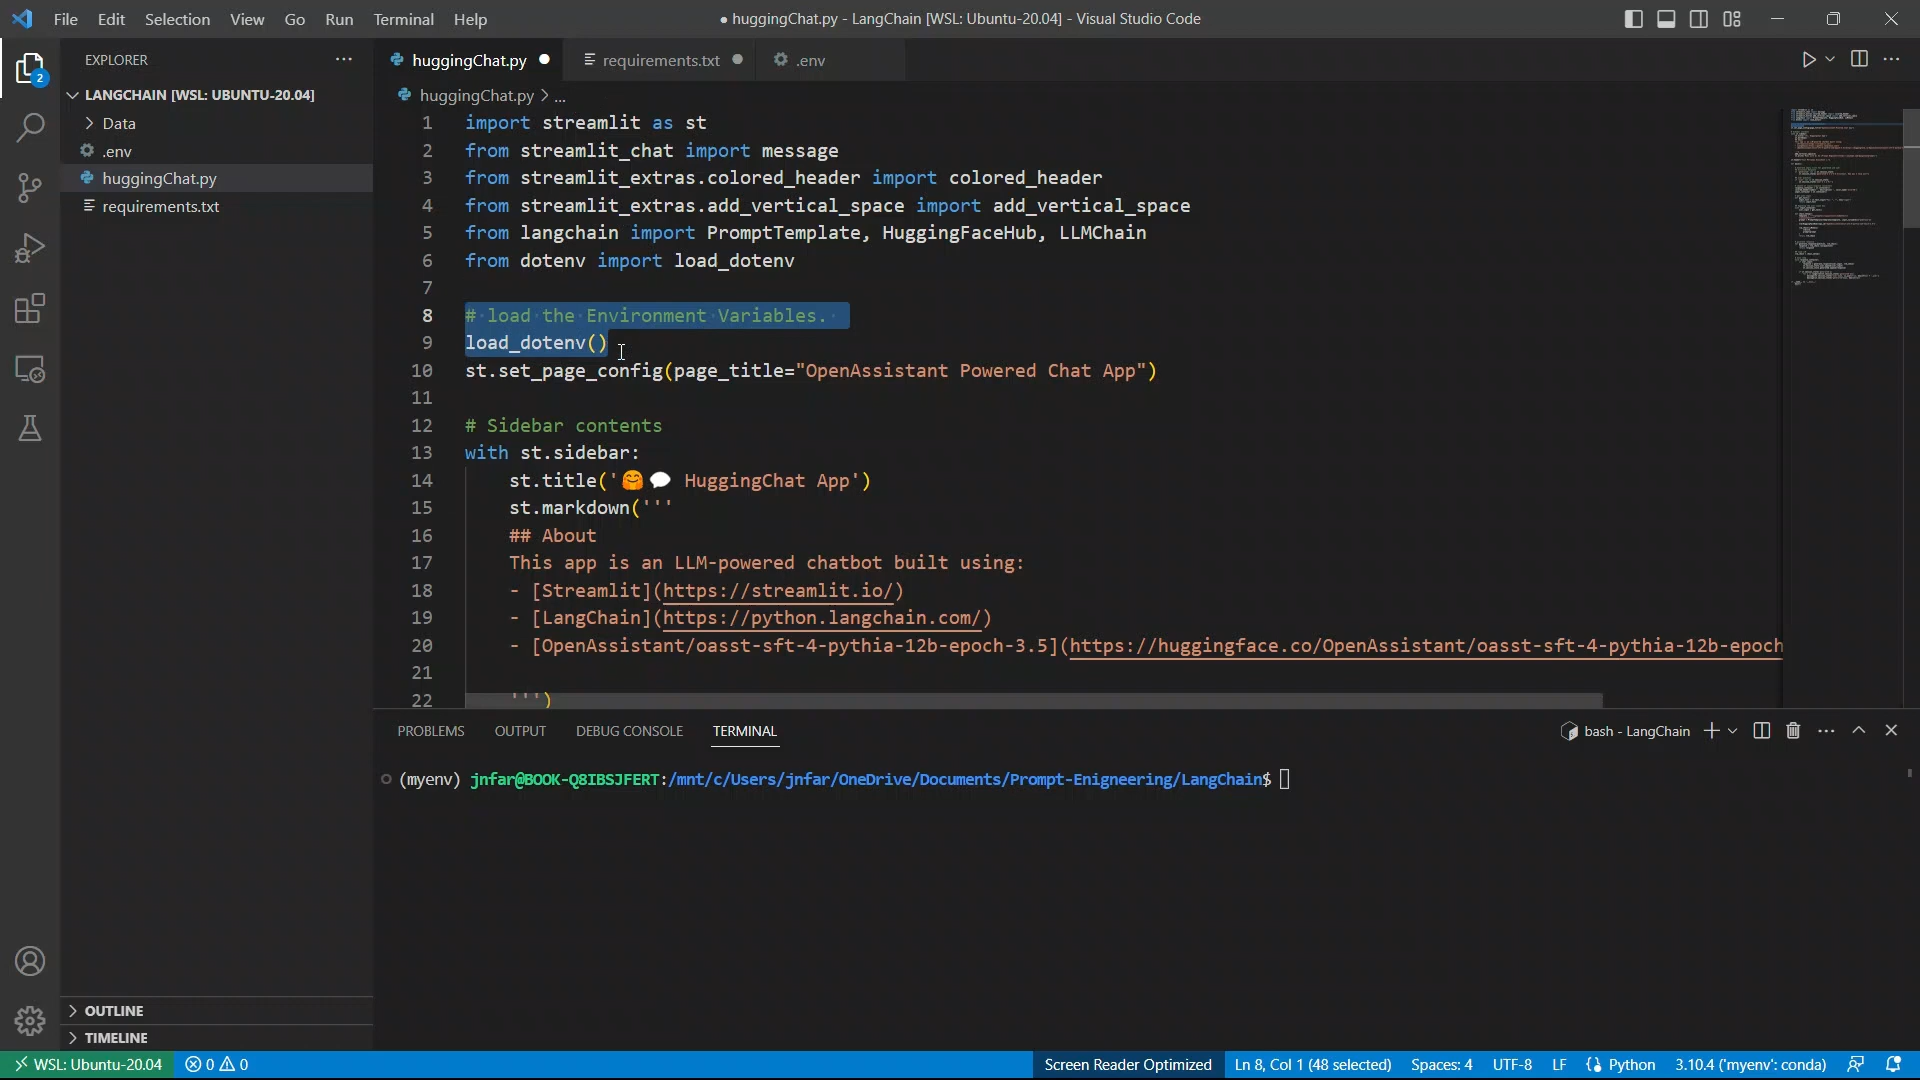 File Edit Selection View Go Run Terminal Help
● huggingChat.py - LangChain [WSL: Ubuntu-20.04] - Visual Studio Code
2
EXPLORER ···
LANGCHAIN [WSL: UBUNTU-20.04]
Data
.env
huggingChat.py
requirements.txt
OUTLINE
TIMELINE
huggingChat.py requirements.txt .env
huggingChat.py > ...
1 import streamlit as st
2 from streamlit_chat import message
3 from streamlit_extras.colored_header import colored_header
4 from streamlit_extras.add_vertical_space import add_vertical_space
5 from langchain import PromptTemplate, HuggingFaceHub, LLMChain
6 from dotenv import load_dotenv
7
8 # load the Environment Variables.
9 load_dotenv()
10 st.set_page_config(page_title="OpenAssistant Powered Chat App")
11
12 # Sidebar contents
13 with st.sidebar:
14 st.title('🤗💬 HuggingChat App')
15 st.markdown('''
16 ## About
17 This app is an LLM-powered chatbot built using:
18 - [Streamlit](https://streamlit.io/)
19 - [LangChain](https://python.langchain.com/)
20 - [OpenAssistant/oasst-sft-4-pythia-12b-epoch-3.5](https://huggingface.co/OpenAssistant/oasst-sft-4-pythia-12b-epoch
21
22 ''')
PROBLEMS OUTPUT DEBUG CONSOLE TERMINAL
bash - LangChain
(myenv) jnfar@BOOK-Q8IBSJFERT:/mnt/c/Users/jnfar/OneDrive/Documents/Prompt-Enigneering/LangChain$
WSL: Ubuntu-20.04 0 0 Screen Reader Optimized Ln 8, Col 1 (48 selected) Spaces: 4 UTF-8 LF Python 3.10.4 ('myenv': conda)